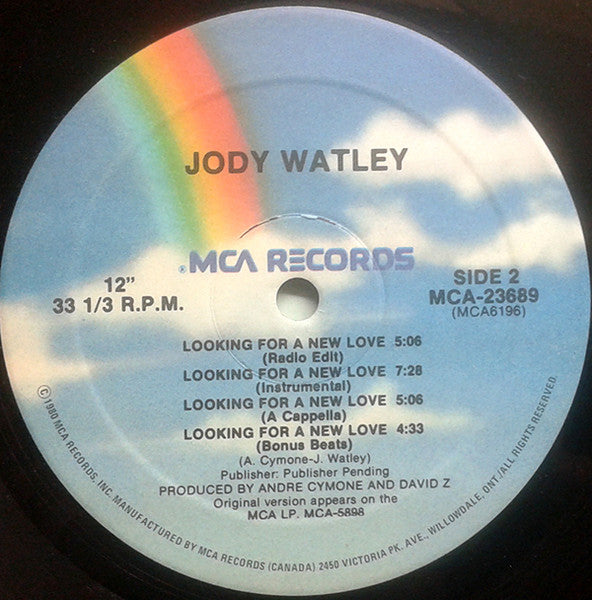 JODY WATLEY
®MCA RECORDS
12"
33 1/3 R.P.M.
SIDE 2
MCA-23689
(MCA6196)
LOOKING FOR A NEW LOVE 5:06
(Radio Edit)
LOOKING FOR A NEW LOVE 7:28
(Instrumental)
LOOKING FOR A NEW LOVE 5:06
(A Cappella)
LOOKING FOR A NEW LOVE 4:33
(Bonus Beats)
(A. Cymone-J. Watley)
Publisher: Publisher Pending
PRODUCED BY ANDRE CYMONE AND DAVID Z
Original version appears on the
MCA LP. MCA-5898
©1980 MCA RECORDS, INC. MANUFACTURED BY MCA RECORDS (CANADA) 2450 VICTORIA PK. AVE., WILLOWDALE, ONT./ALL RIGHTS RESERVED.